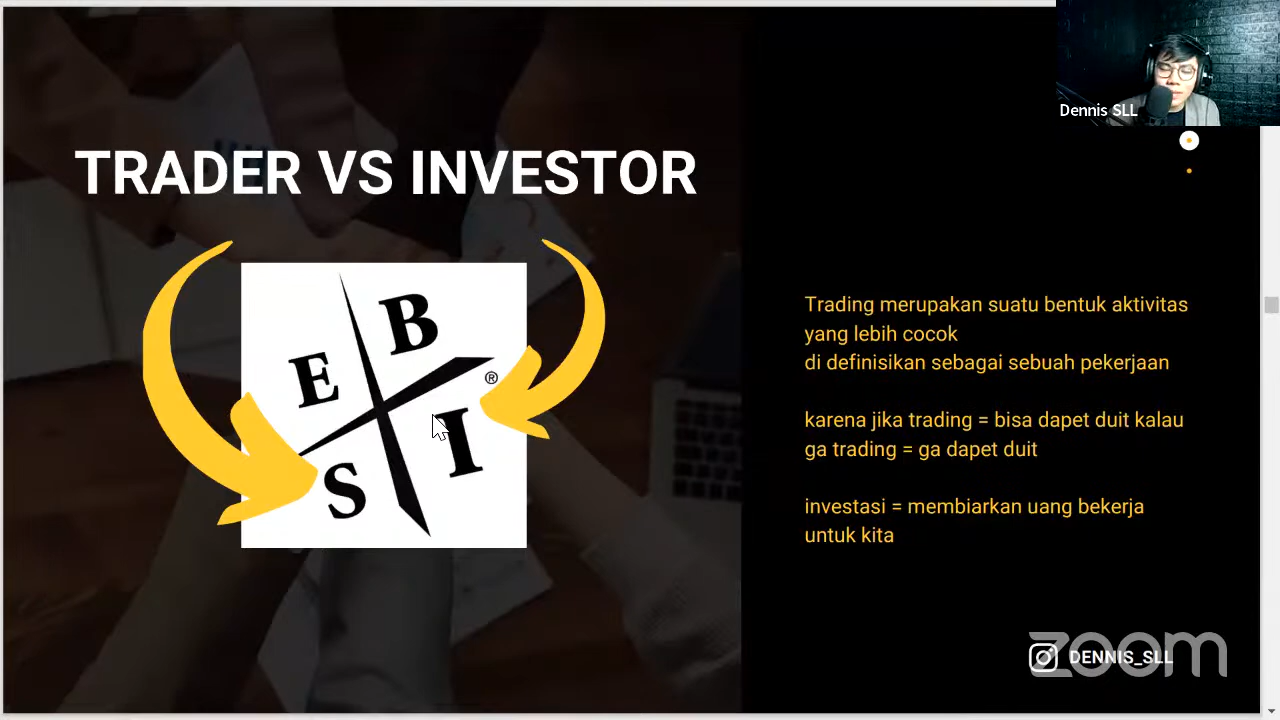 Dennis SLL
TRADER VS INVESTOR
E
B
®
S
I
Trading merupakan suatu bentuk aktivitas
yang lebih cocok
di definisikan sebagai sebuah pekerjaan
karena jika trading = bisa dapet duit kalau
ga trading = ga dapet duit
investasi = membiarkan uang bekerja
untuk kita
DENNIS_SLL
zoom